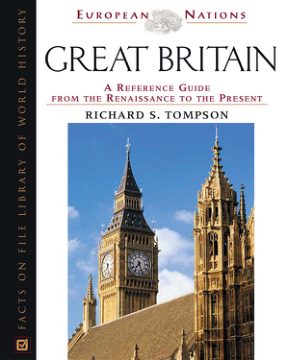 EUROPEAN NATIONS
GREAT BRITAIN
A REFERENCE GUIDE
FROM THE RENAISSANCE TO THE PRESENT
RICHARD S. TOMPSON
FACTS ON FILE LIBRARY OF WORLD HISTORY